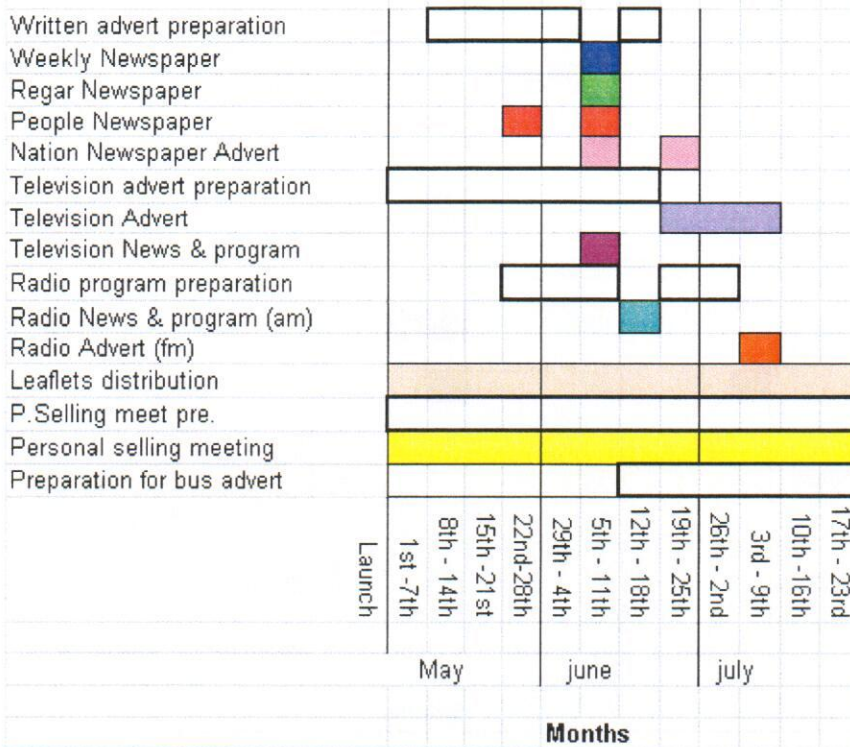 Written advert preparation
Weekly Newspaper
Regar Newspaper
People Newspaper
Nation Newspaper Advert
Television advert preparation
Television Advert
Television News & program
Radio program preparation
Radio News & program (am)
Radio Advert (fm)
Leaflets distribution
P.Selling meet pre.
Personal selling meeting
Preparation for bus advert
Launch
1st -7th
8th - 14th
15th -21st
22nd-28th
29th - 4th
5th - 11th
12th - 18th
19th - 25th
26th - 2nd
3rd - 9th
10th -16th
17th - 23rd
May june july
Months